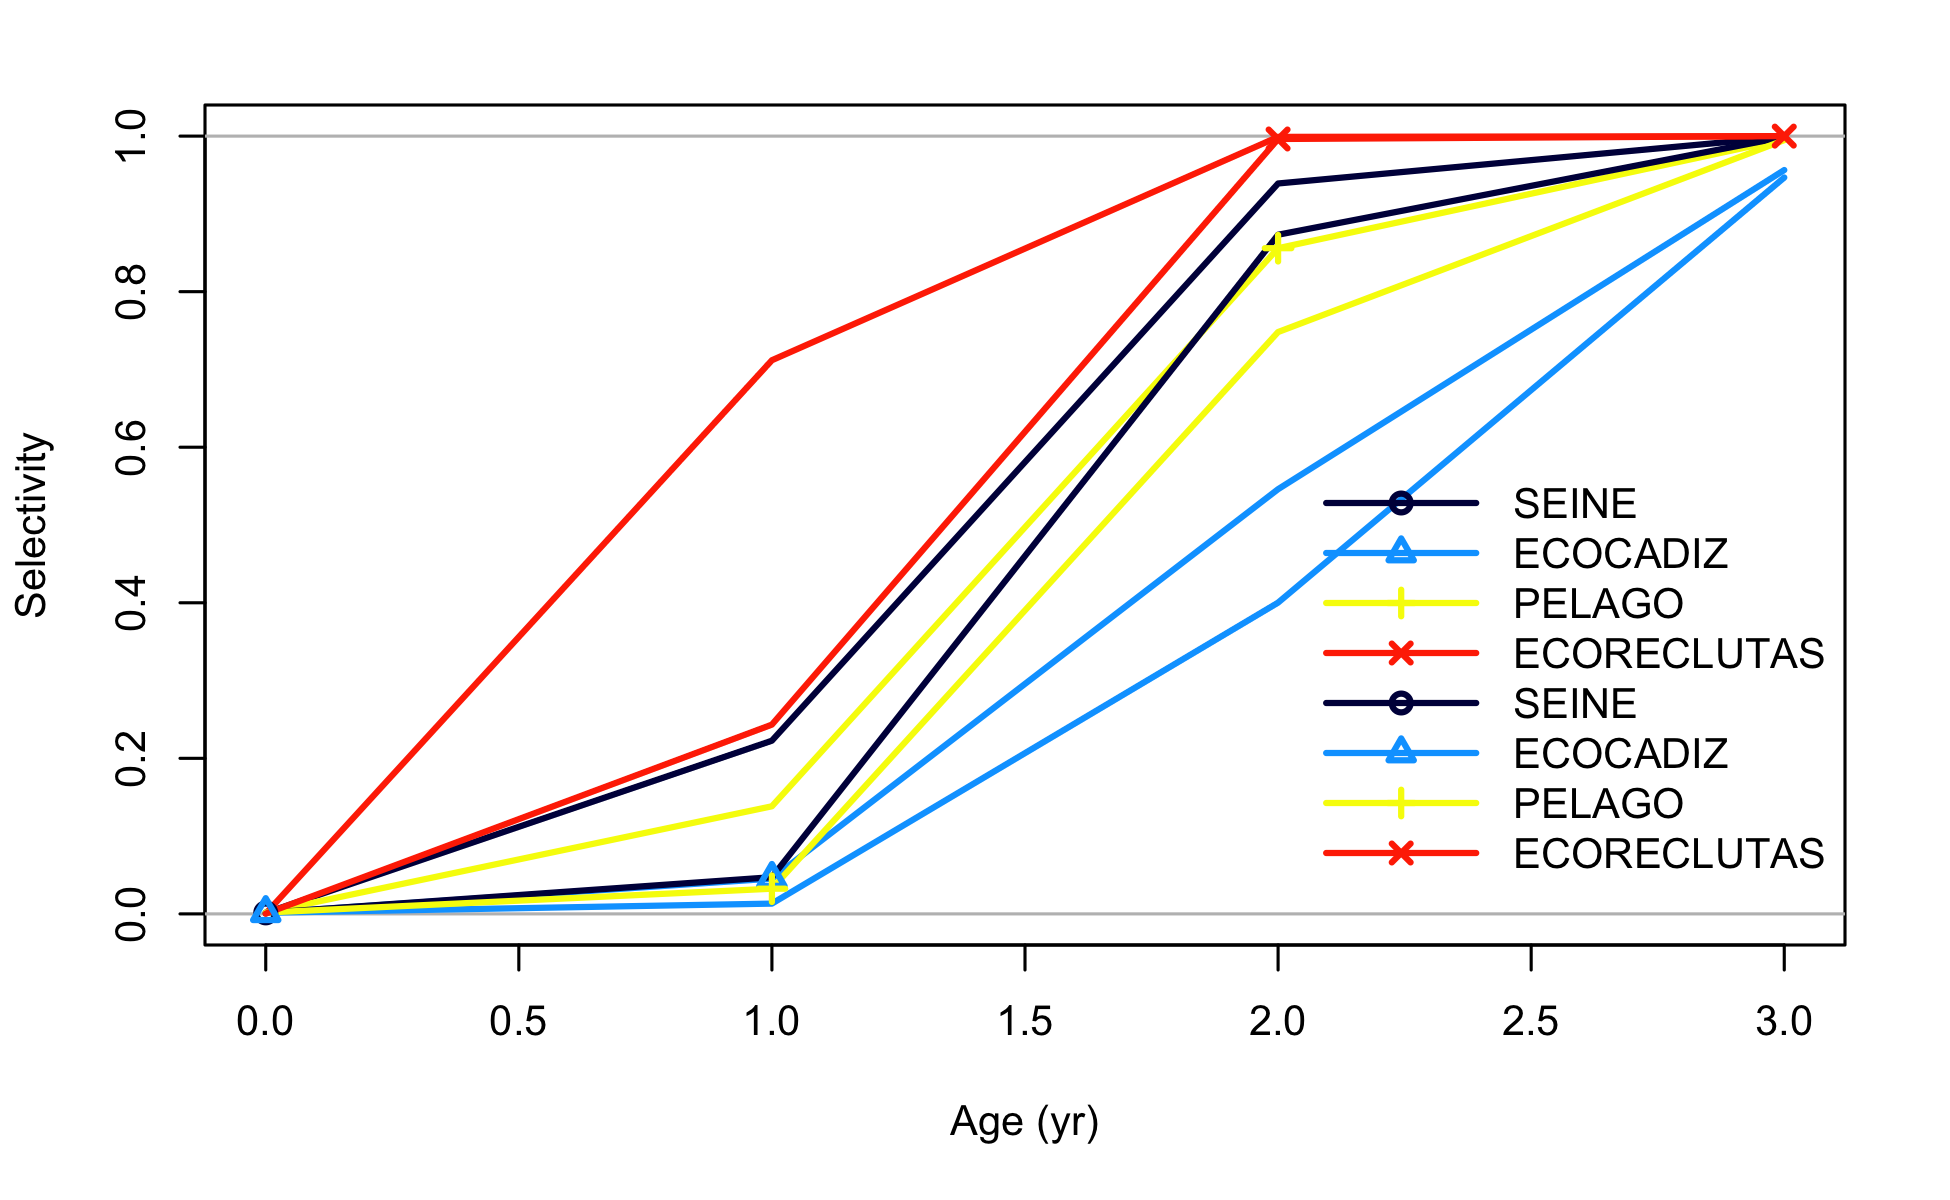 1.0
0.8
0.6
0.4
0.2
0.0
Selectivity
SEINE
ECOCADIZ
PELAGO
ECORECLUTAS
SEINE
ECOCADIZ
PELAGO
ECORECLUTAS
0.0 0.5 1.0 1.5 2.0 2.5 3.0
Age (yr)